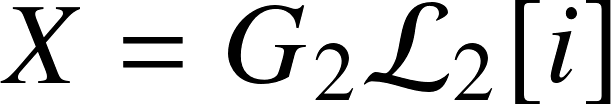 X = G₂ℒ₂[i]